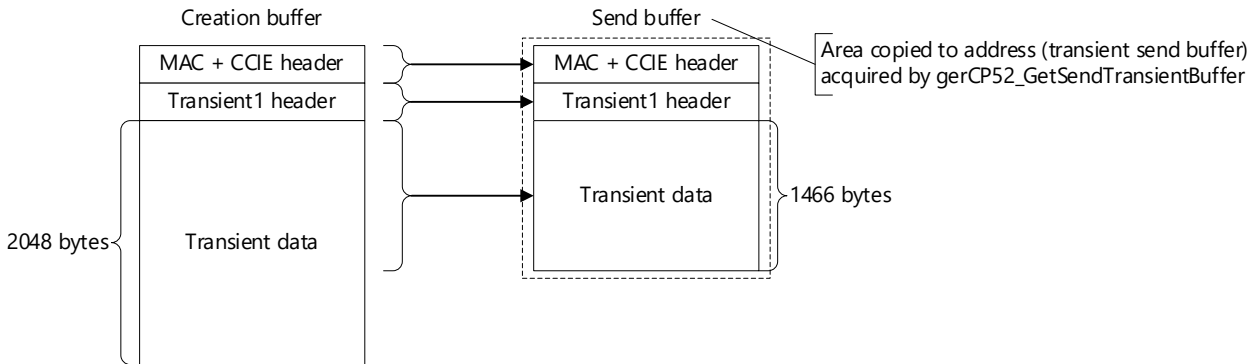 Creation buffer
Send buffer
Area copied to address (transient send buffer)
acquired by gerCP52_GetSendTransientBuffer
MAC + CCIE header
MAC + CCIE header
Transient1 header
Transient1 header
Transient data
1466 bytes
2048 bytes
Transient data